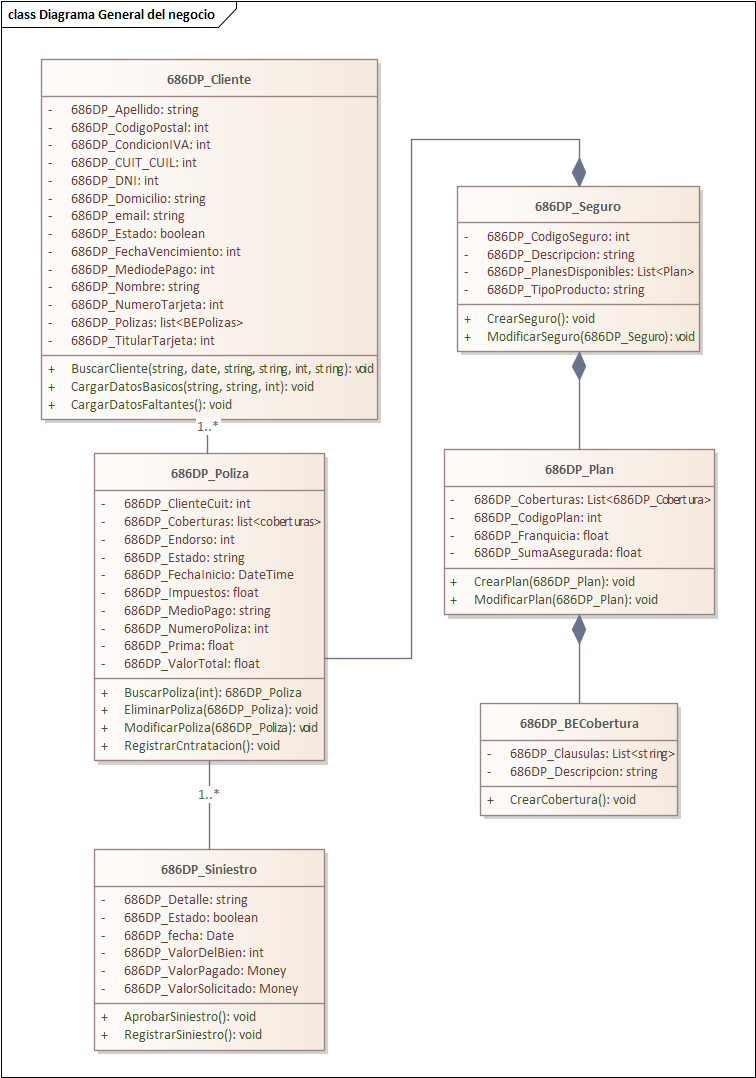 class Diagrama General del negocio
686DP_Cliente
- 686DP_Apellido: string
- 686DP_CodigoPostal: int
- 686DP_CondicionIVA: int
- 686DP_CUIT_CUIL: int
- 686DP_DNI: int
- 686DP_Domicilio: string
- 686DP_email: string
- 686DP_Estado: boolean
- 686DP_FechaVencimiento: int
- 686DP_MediodePago: int
- 686DP_Nombre: string
- 686DP_NumeroTarjeta: int
- 686DP_Polizas: list<BEPolizas>
- 686DP_TitularTarjeta: int
+ BuscarCliente(string, date, string, string, int, string): void
+ CargarDatosBasicos(string, string, int): void
+ CargarDatosFaltantes(): void
1..*
686DP_Poliza
- 686DP_ClienteCuit: int
- 686DP_Coberturas: list<coberturas>
- 686DP_Endorso: int
- 686DP_Estado: string
- 686DP_FechaInicio: DateTime
- 686DP_Impuestos: float
- 686DP_MedioPago: string
- 686DP_NumeroPoliza: int
- 686DP_Prima: float
- 686DP_ValorTotal: float
+ BuscarPoliza(int): 686DP_Poliza
+ EliminarPoliza(686DP_Poliza): void
+ ModificarPoliza(686DP_Poliza): void
+ RegistrarCntratacion(): void
1..*
686DP_Siniestro
- 686DP_Detalle: string
- 686DP_Estado: boolean
- 686DP_fecha: Date
- 686DP_ValorDelBien: int
- 686DP_ValorPagado: Money
- 686DP_ValorSolicitado: Money
+ AprobarSiniestro(): void
+ RegistrarSiniestro(): void
686DP_Seguro
- 686DP_CodigoSeguro: int
- 686DP_Descripcion: string
- 686DP_PlanesDisponibles: List<Plan>
- 686DP_TipoProducto: string
+ CrearSeguro(): void
+ ModificarSeguro(686DP_Seguro): void
686DP_Plan
- 686DP_Coberturas: List<686DP_Cobertura>
- 686DP_CodigoPlan: int
- 686DP_Franquicia: float
- 686DP_SumaAsegurada: float
+ CrearPlan(686DP_Plan): void
+ ModificarPlan(686DP_Plan): void
686DP_BECobertura
- 686DP_Clausulas: List<string>
- 686DP_Descripcion: string
+ CrearCobertura(): void